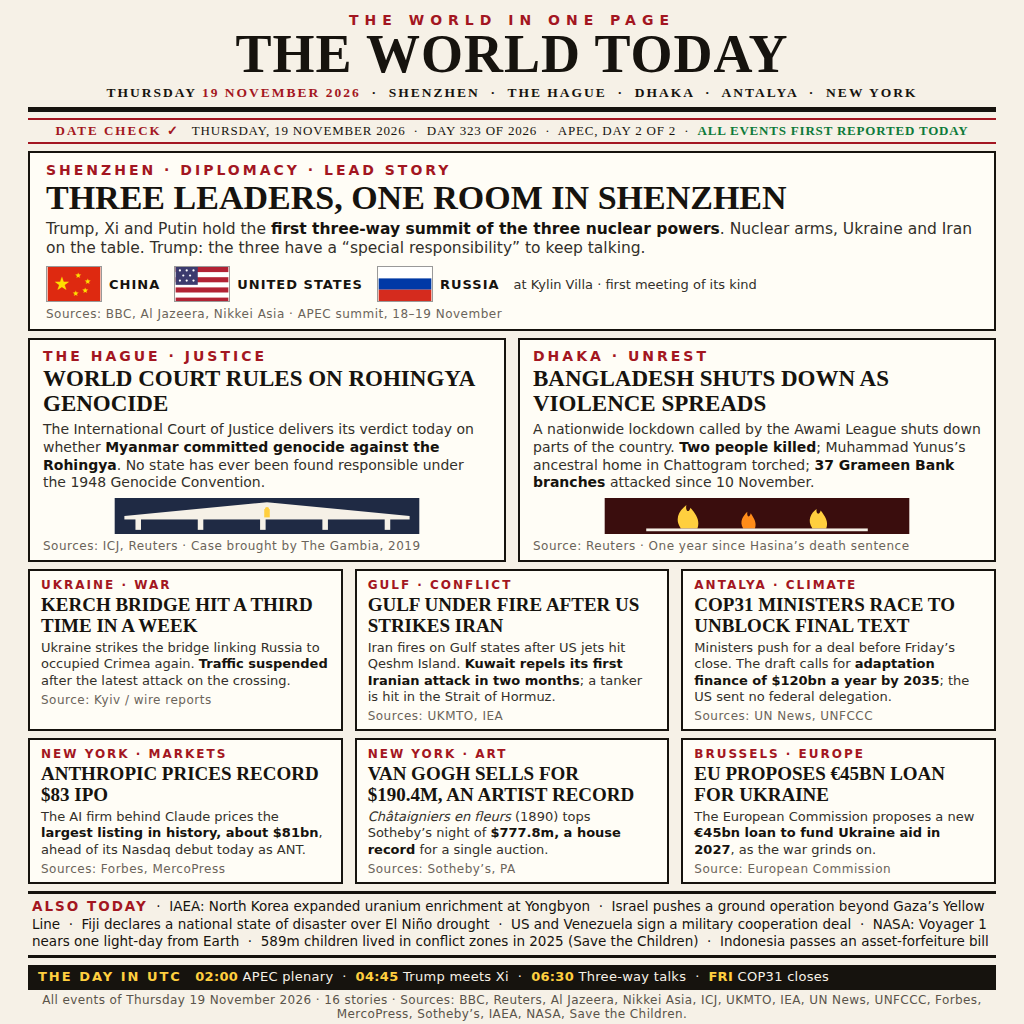 THE WORLD IN ONE PAGE
THE WORLD TODAY
THURSDAY 19 NOVEMBER 2026 · SHENZHEN · THE HAGUE · DHAKA · ANTALYA · NEW YORK
DATE CHECK ✓ THURSDAY, 19 NOVEMBER 2026 · DAY 323 OF 2026 · APEC, DAY 2 OF 2 · ALL EVENTS FIRST REPORTED TODAY
SHENZHEN · DIPLOMACY · LEAD STORY
THREE LEADERS, ONE ROOM IN SHENZHEN
Trump, Xi and Putin hold the first three-way summit of the three nuclear powers. Nuclear arms, Ukraine and Iran
on the table. Trump: the three have a “special responsibility” to keep talking.
CHINA UNITED STATES RUSSIA at Kylin Villa · first meeting of its kind
Sources: BBC, Al Jazeera, Nikkei Asia · APEC summit, 18–19 November
THE HAGUE · JUSTICE
WORLD COURT RULES ON ROHINGYA
GENOCIDE
The International Court of Justice delivers its verdict today on
whether Myanmar committed genocide against the
Rohingya. No state has ever been found responsible under
the 1948 Genocide Convention.
Sources: ICJ, Reuters · Case brought by The Gambia, 2019
DHAKA · UNREST
BANGLADESH SHUTS DOWN AS
VIOLENCE SPREADS
A nationwide lockdown called by the Awami League shuts down
parts of the country. Two people killed; Muhammad Yunus’s
ancestral home in Chattogram torched; 37 Grameen Bank
branches attacked since 10 November.
Source: Reuters · One year since Hasina’s death sentence
UKRAINE · WAR
KERCH BRIDGE HIT A THIRD
TIME IN A WEEK
Ukraine strikes the bridge linking Russia to
occupied Crimea again. Traffic suspended
after the latest attack on the crossing.
Source: Kyiv / wire reports
GULF · CONFLICT
GULF UNDER FIRE AFTER US
STRIKES IRAN
Iran fires on Gulf states after US jets hit
Qeshm Island. Kuwait repels its first
Iranian attack in two months; a tanker
is hit in the Strait of Hormuz.
Sources: UKMTO, IEA
ANTALYA · CLIMATE
COP31 MINISTERS RACE TO
UNBLOCK FINAL TEXT
Ministers push for a deal before Friday’s
close. The draft calls for adaptation
finance of $120bn a year by 2035; the
US sent no federal delegation.
Sources: UN News, UNFCCC
NEW YORK · MARKETS
ANTHROPIC PRICES RECORD
$83 IPO
The AI firm behind Claude prices the
largest listing in history, about $81bn,
ahead of its Nasdaq debut today as ANT.
Sources: Forbes, MercoPress
NEW YORK · ART
VAN GOGH SELLS FOR
$190.4M, AN ARTIST RECORD
Châtaigniers en fleurs (1890) tops
Sotheby’s night of $777.8m, a house
record for a single auction.
Sources: Sotheby’s, PA
BRUSSELS · EUROPE
EU PROPOSES €45BN LOAN
FOR UKRAINE
The European Commission proposes a new
€45bn loan to fund Ukraine aid in
2027, as the war grinds on.
Source: European Commission
ALSO TODAY · IAEA: North Korea expanded uranium enrichment at Yongbyon · Israel pushes a ground operation beyond Gaza’s Yellow
Line · Fiji declares a national state of disaster over El Niño drought · US and Venezuela sign a military cooperation deal · NASA: Voyager 1
nears one light-day from Earth · 589m children lived in conflict zones in 2025 (Save the Children) · Indonesia passes an asset-forfeiture bill
THE DAY IN UTC 02:00 APEC plenary · 04:45 Trump meets Xi · 06:30 Three-way talks · FRI COP31 closes
All events of Thursday 19 November 2026 · 16 stories · Sources: BBC, Reuters, Al Jazeera, Nikkei Asia, ICJ, UKMTO, IEA, UN News, UNFCCC, Forbes,
MercoPress, Sotheby’s, IAEA, NASA, Save the Children.